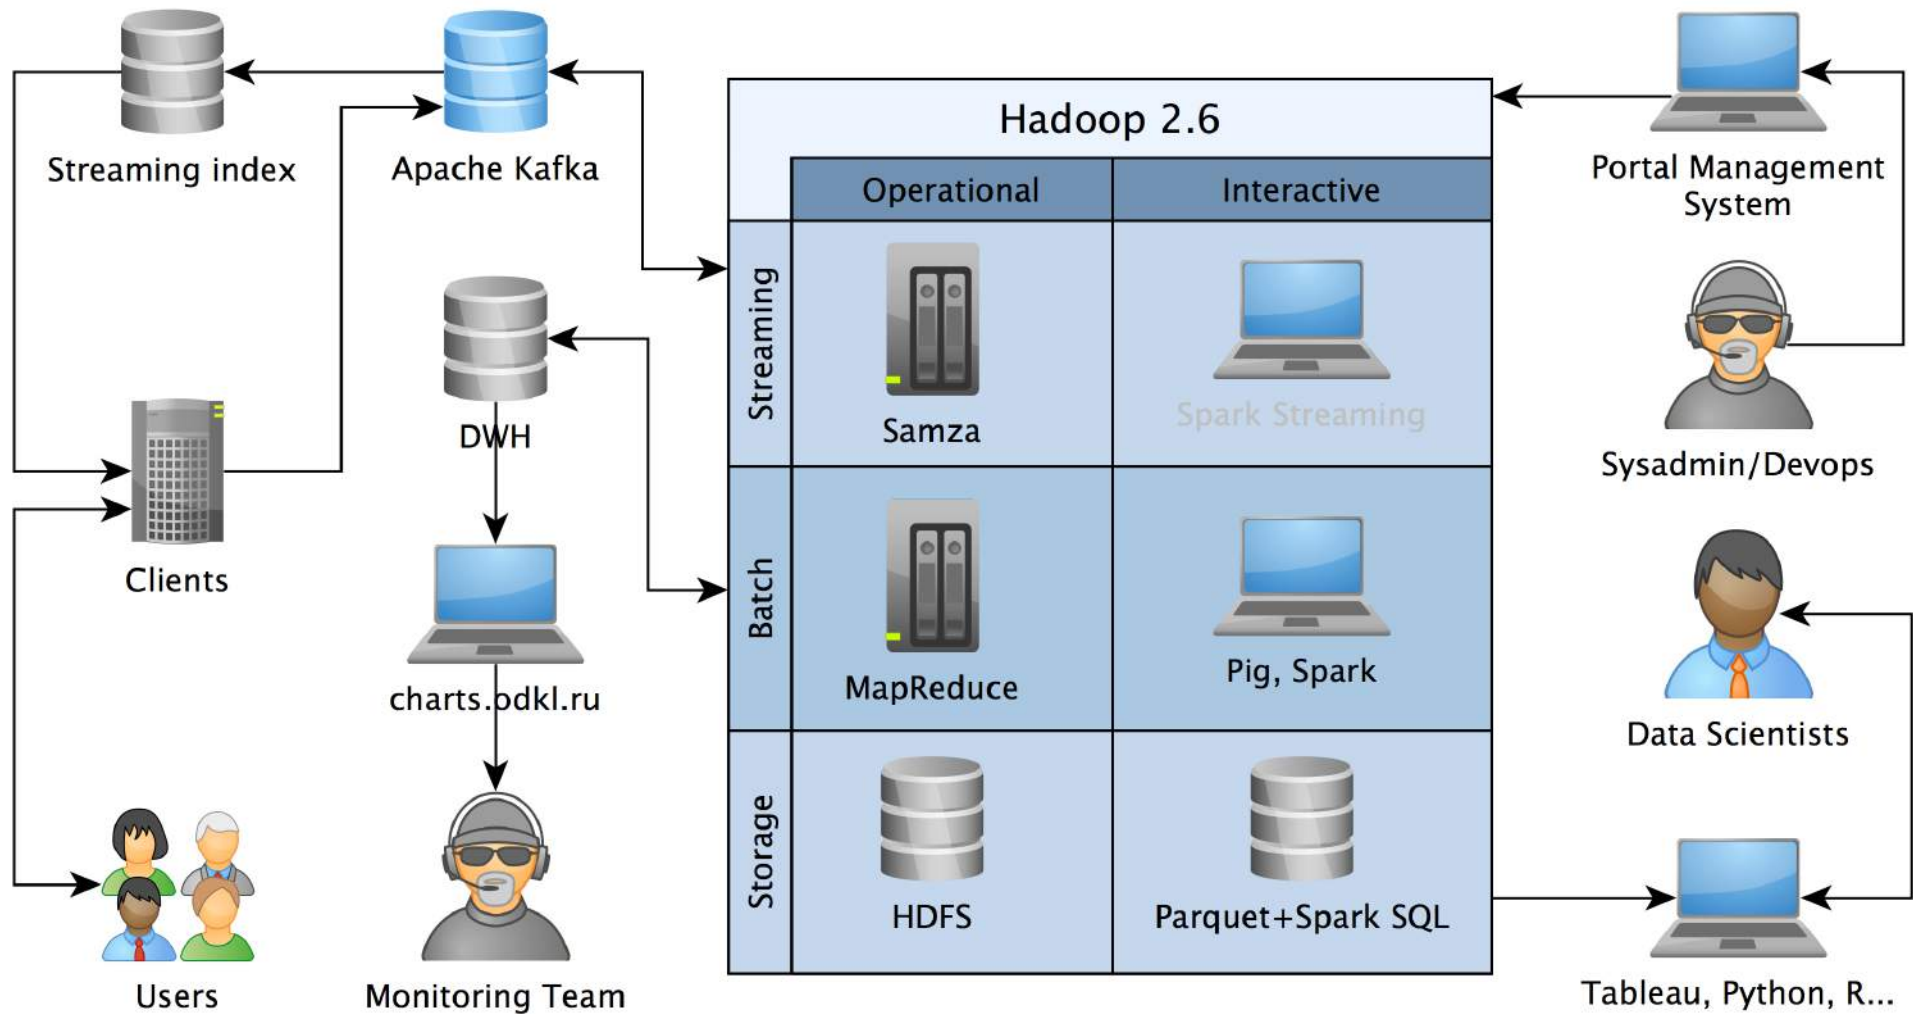 Streaming index
Apache Kafka
Hadoop 2.6
Portal Management
System
Operational
Interactive
Streaming
Samza
Spark Streaming
DWH
Sysadmin/Devops
Clients
Batch
MapReduce
Pig, Spark
charts.odkl.ru
Data Scientists
Storage
HDFS
Parquet+Spark SQL
Users
Monitoring Team
Tableau, Python, R...